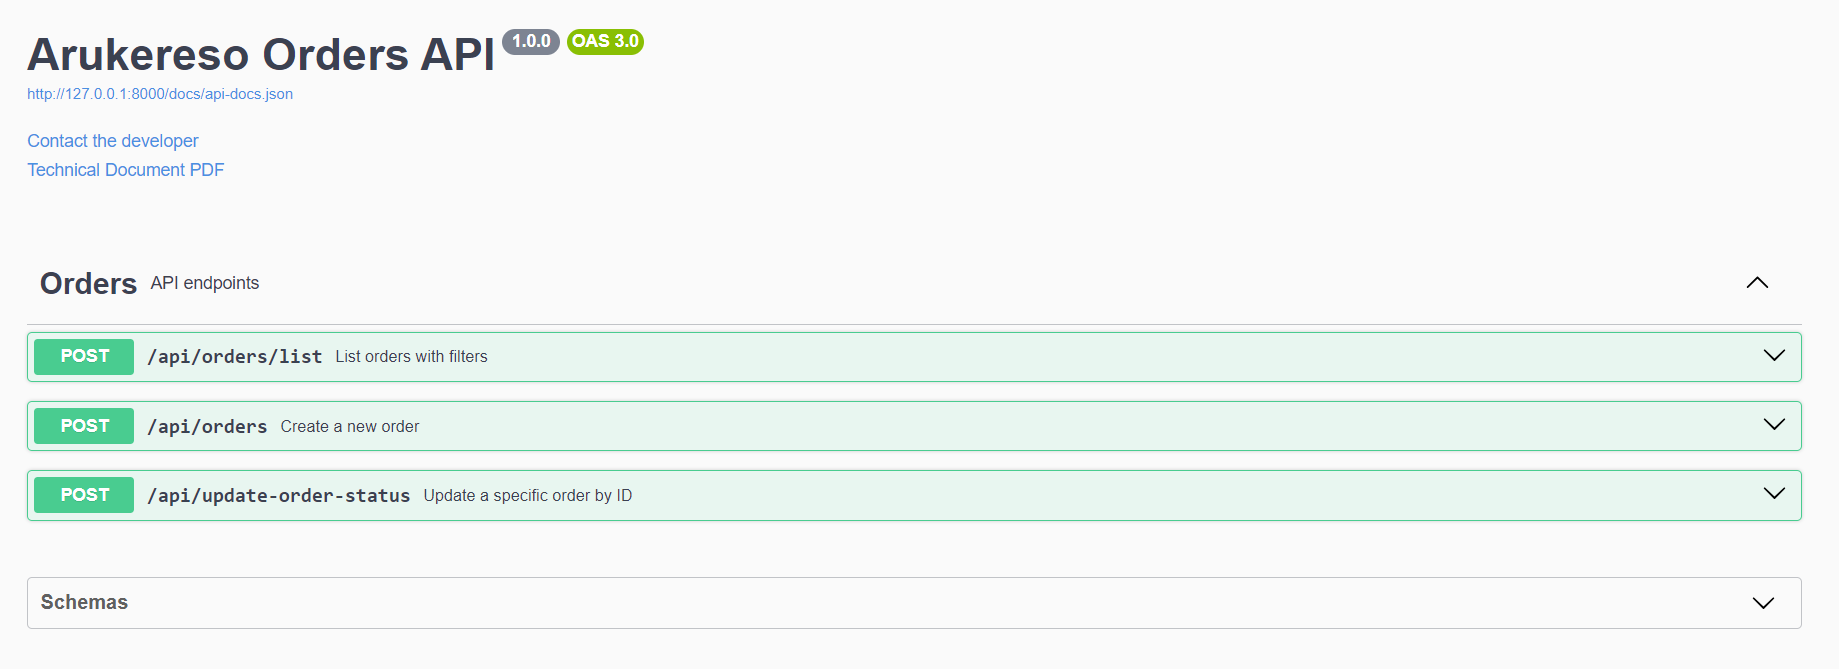 Arukereso Orders API 1.0.0 OAS 3.0
http://127.0.0.1:8000/docs/api-docs.json
Contact the developer
Technical Document PDF
Orders API endpoints
POST /api/orders/list List orders with filters
POST /api/orders Create a new order
POST /api/update-order-status Update a specific order by ID
Schemas